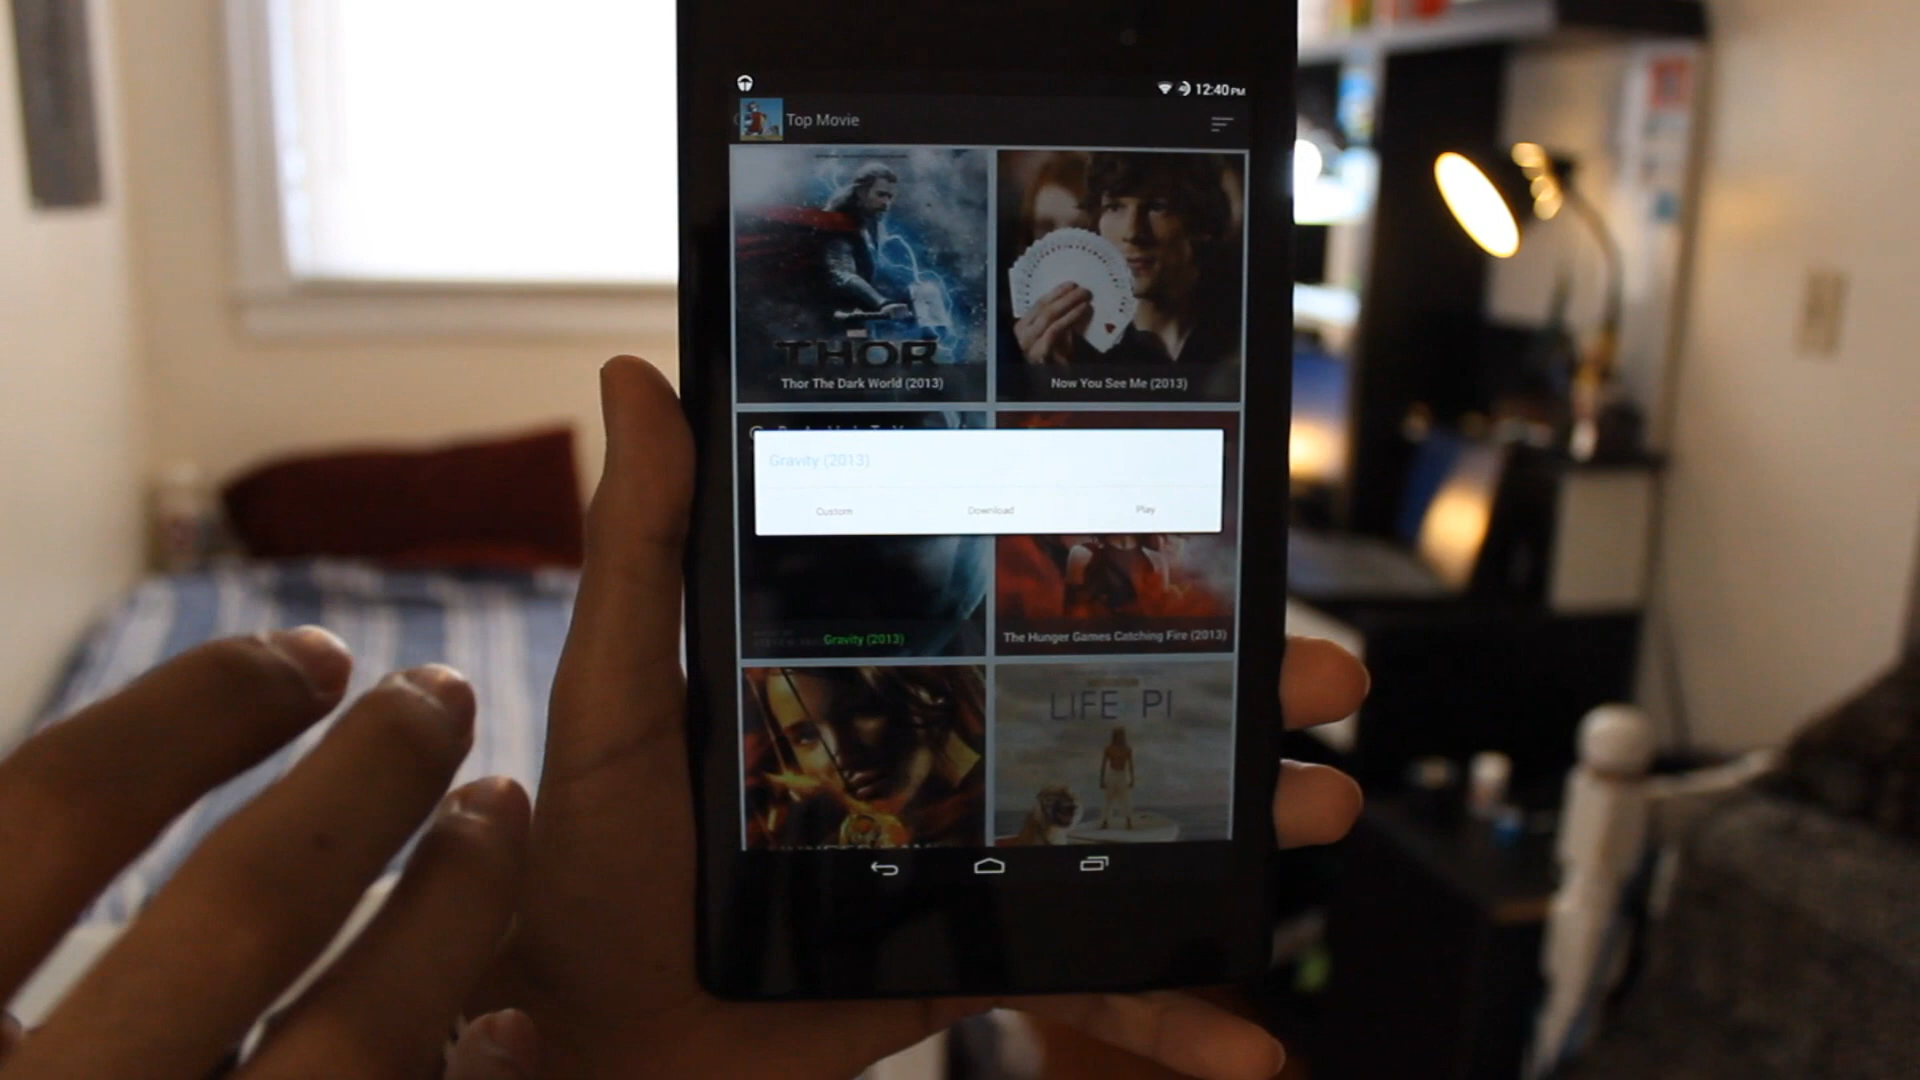 12:40 PM
Top Movie
THOR
Thor The Dark World (2013)
Now You See Me (2013)
Gravity (2013)
Custom
Download
Play
Gravity (2013)
The Hunger Games Catching Fire (2013)
LIFE PI